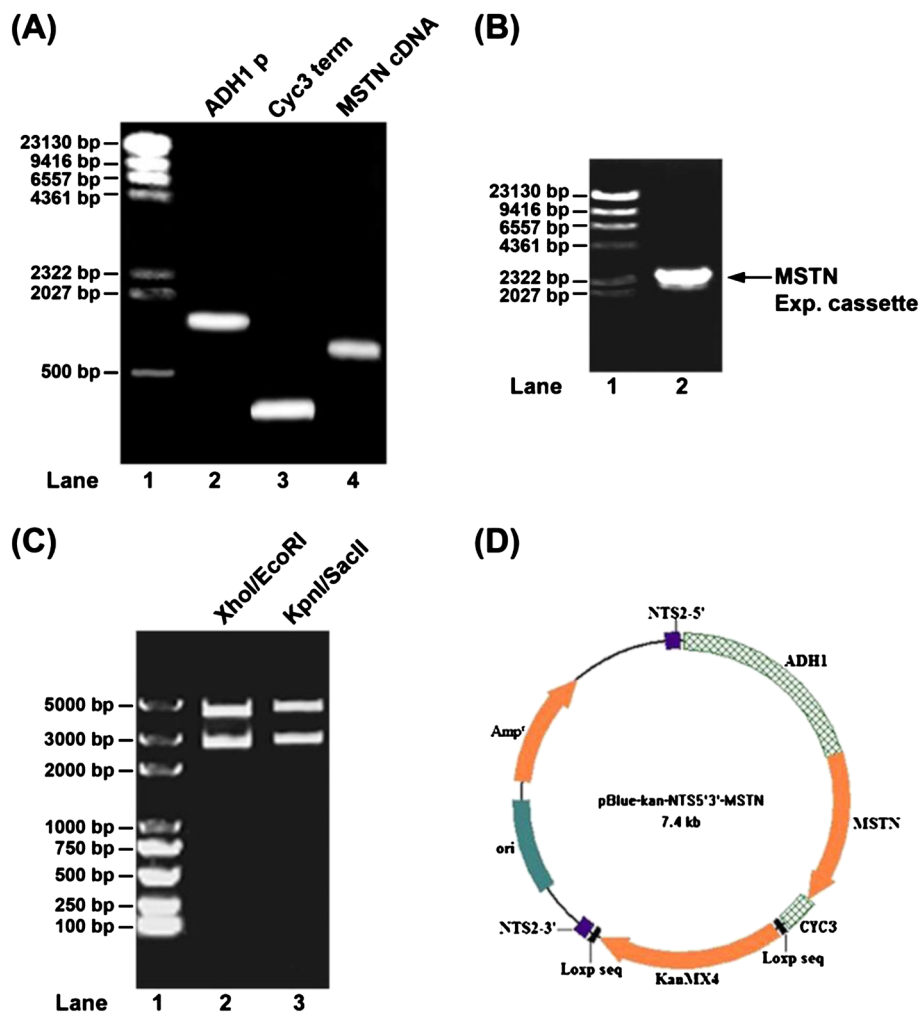 (A)
ADH1 p
Cyc3 term
MSTN cDNA
23130 bp
9416 bp
6557 bp
4361 bp
2322 bp
2027 bp
500 bp
Lane 1 2 3 4
(B)
23130 bp
9416 bp
6557 bp
4361 bp
2322 bp
2027 bp
MSTN
Exp. cassette
Lane 1 2
(C)
XhoI/EcoRI
KpnI/SacII
5000 bp
3000 bp
2000 bp
1000 bp
750 bp
500 bp
250 bp
100 bp
Lane 1 2 3
(D)
NTS2-5'
ADH1
Ampʳ
pBlue-kan-NTS5'3'-MSTN
7.4 kb
MSTN
ori
NTS2-3'
CYC3
Loxp seq
Loxp seq
KanMX4